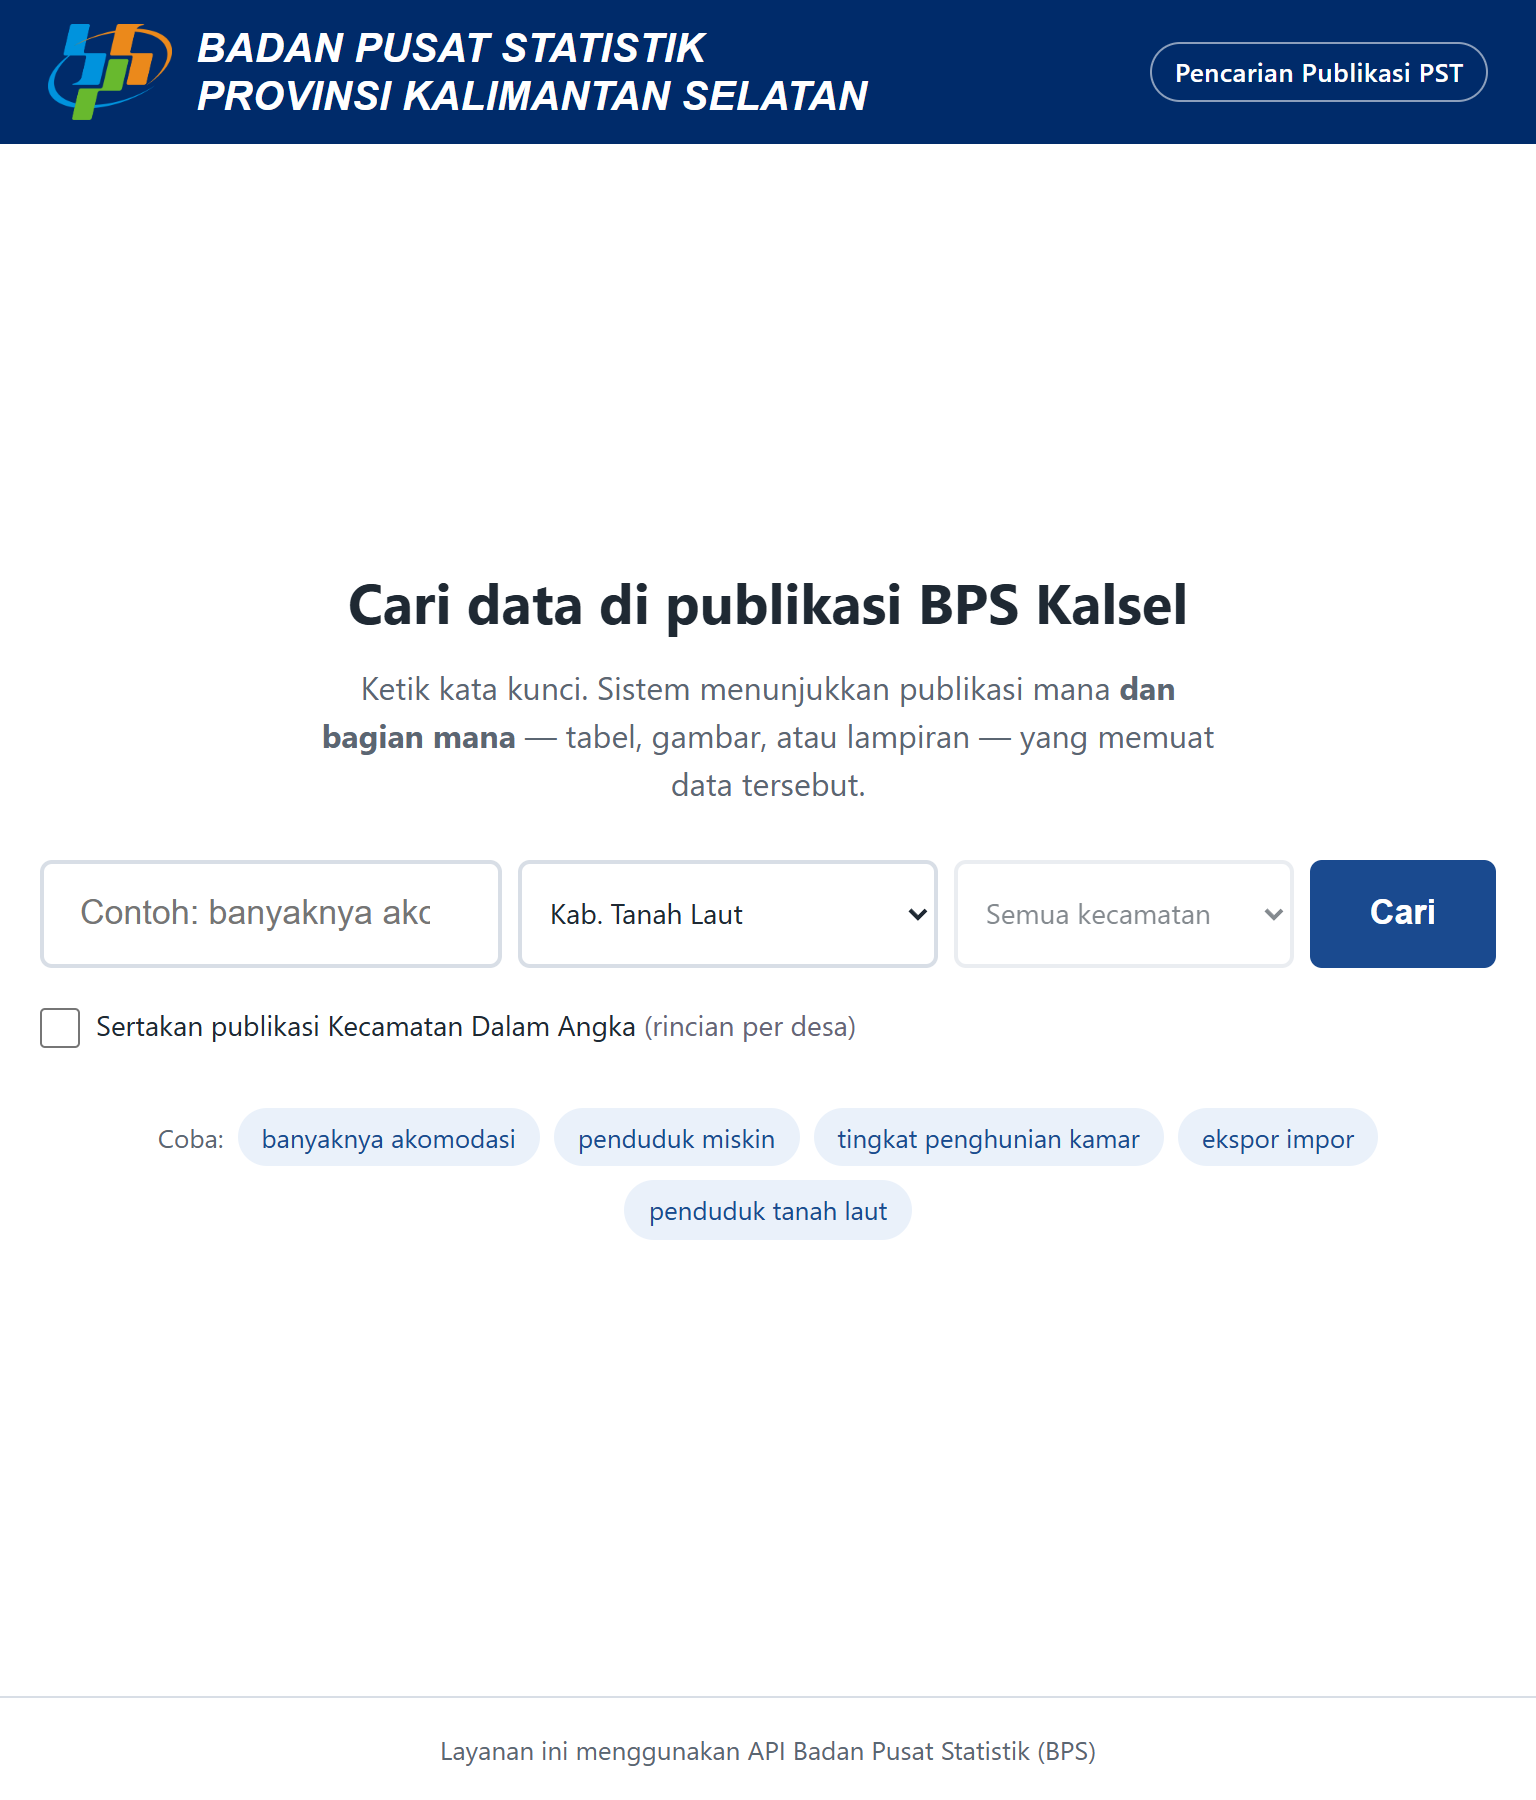 BADAN PUSAT STATISTIK
PROVINSI KALIMANTAN SELATAN
Pencarian Publikasi PST
Cari data di publikasi BPS Kalsel
Ketik kata kunci. Sistem menunjukkan publikasi mana dan
bagian mana — tabel, gambar, atau lampiran — yang memuat
data tersebut.
Contoh: banyaknya ako
Kab. Tanah Laut
Semua kecamatan
Cari
Sertakan publikasi Kecamatan Dalam Angka (rincian per desa)
Coba: banyaknya akomodasi penduduk miskin tingkat penghunian kamar ekspor impor
penduduk tanah laut
Layanan ini menggunakan API Badan Pusat Statistik (BPS)